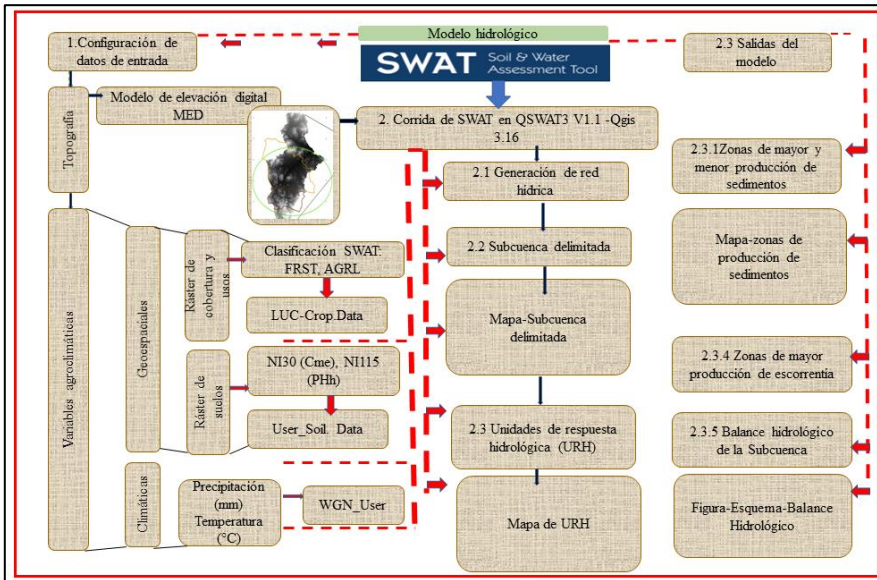 Modelo hidrológico
SWAT Soil & Water
Assessment Tool
1.Configuración de
datos de entrada
Topografía
Modelo de elevación digital
MED
Variables agroclimáticas
Geoespaciales
Ráster de
cobertura y
usos
Clasificación SWAT:
FRST, AGRL
LUC-Crop.Data
Ráster de
suelos
NI30 (Cme), NI115
(PHh)
User_Soil. Data
Climáticas
Precipitación
(mm)
Temperatura
(°C)
WGN_User
2. Corrida de SWAT en QSWAT3 V1.1 -Qgis
3.16
2.1 Generación de red
hídrica
2.2 Subcuenca delimitada
Mapa-Subcuenca
delimitada
2.3 Unidades de respuesta
hidrológica (URH)
Mapa de URH
2.3 Salidas del
modelo
2.3.1Zonas de mayor y
menor producción de
sedimentos
Mapa-zonas de
producción de
sedimentos
2.3.4 Zonas de mayor
producción de escorrentía
2.3.5 Balance hidrológico
de la Subcuenca
Figura-Esquema-Balance
Hidrológico